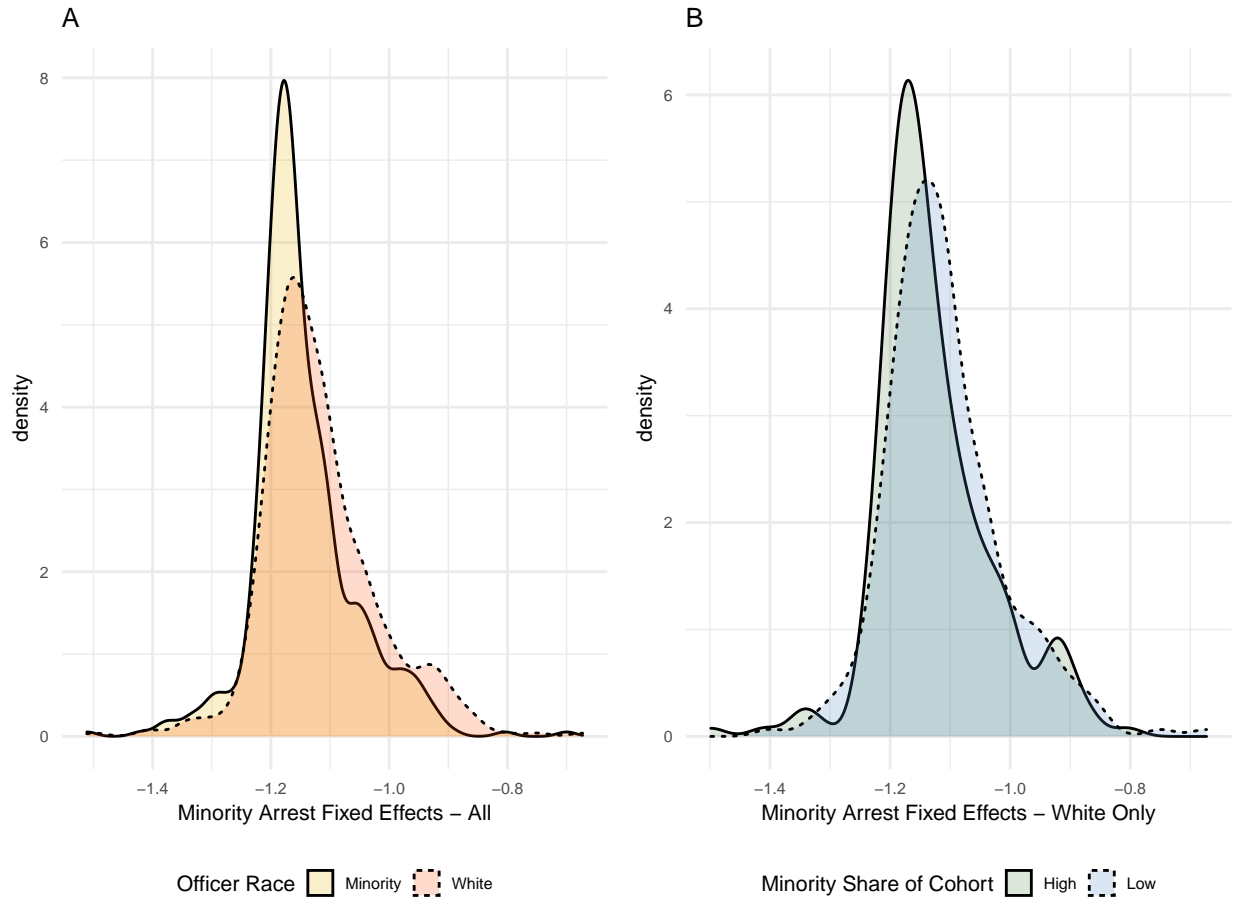 A
density
8
6
4
2
0
−1.4 −1.2 −1.0 −0.8
Minority Arrest Fixed Effects − All
Officer Race Minority White
B
density
6
4
2
0
−1.4 −1.2 −1.0 −0.8
Minority Arrest Fixed Effects − White Only
Minority Share of Cohort High Low